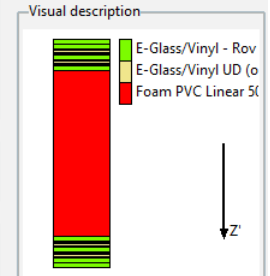 Visual description
E-Glass/Vinyl - Rov
E-Glass/Vinyl UD (o
Foam PVC Linear 5(
Z'